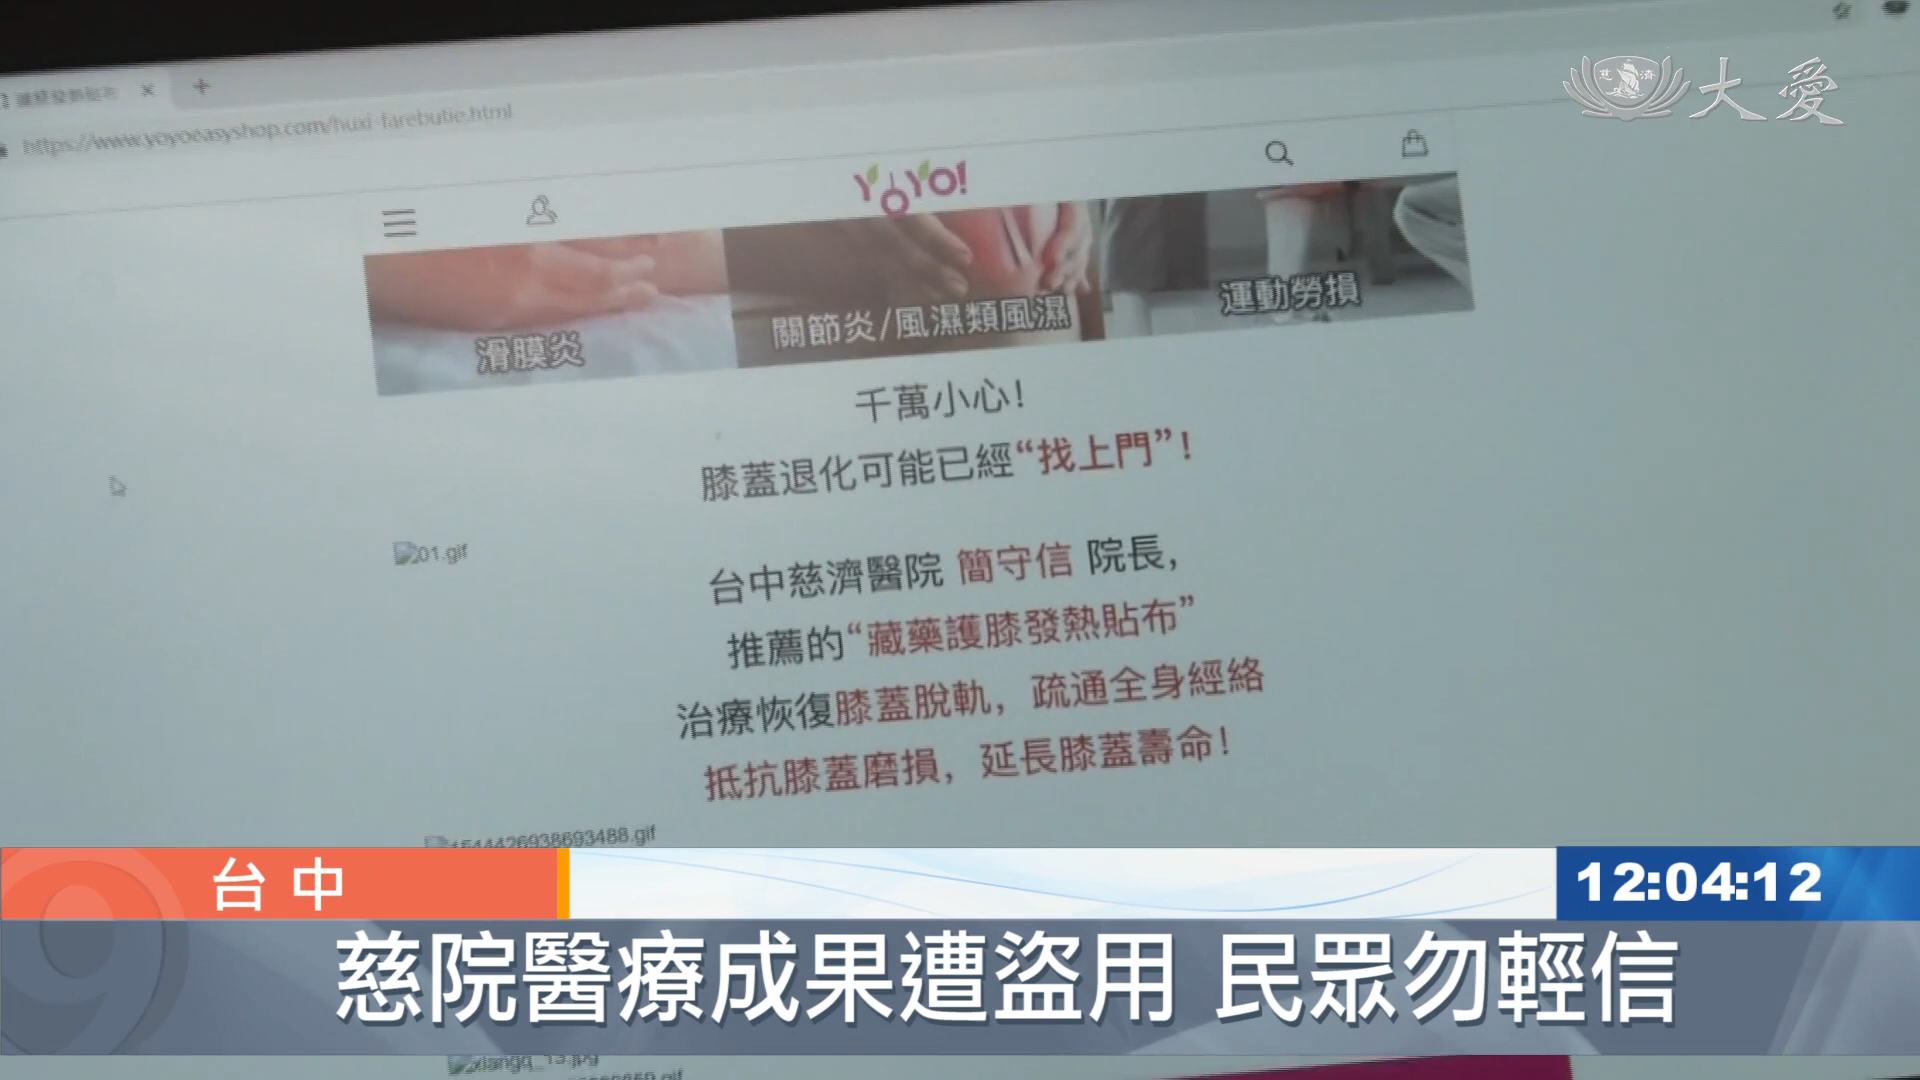 慈濟 大愛
https://www.yoyoeasyshop.com/huxi-farebutie.html
YOYO!
滑膜炎
關節炎/風濕類風濕
運動勞損
千萬小心!
膝蓋退化可能已經“找上門”!
01.gif
台中慈濟醫院 簡守信 院長,
推薦的“藏藥護膝發熱貼布”
治療恢復膝蓋脫軌, 疏通全身經絡
抵抗膝蓋磨損, 延長膝蓋壽命!
1544426938693488.gif
台中
12:04:12
慈院醫療成果遭盜用 民眾勿輕信